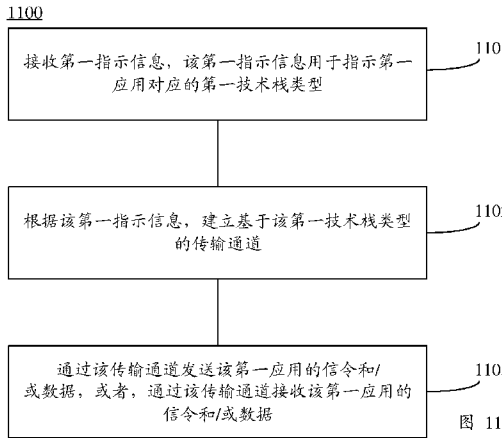 1100
接收第一指示信息，该第一指示信息用于指示第一
应用对应的第一技术栈类型
110
根据该第一指示信息，建立基于该第一技术栈类型
的传输通道
110
通过该传输通道发送该第一应用的信令和/
或数据，或者，通过该传输通道接收该第一应用的
信令和/或数据
110
图 11